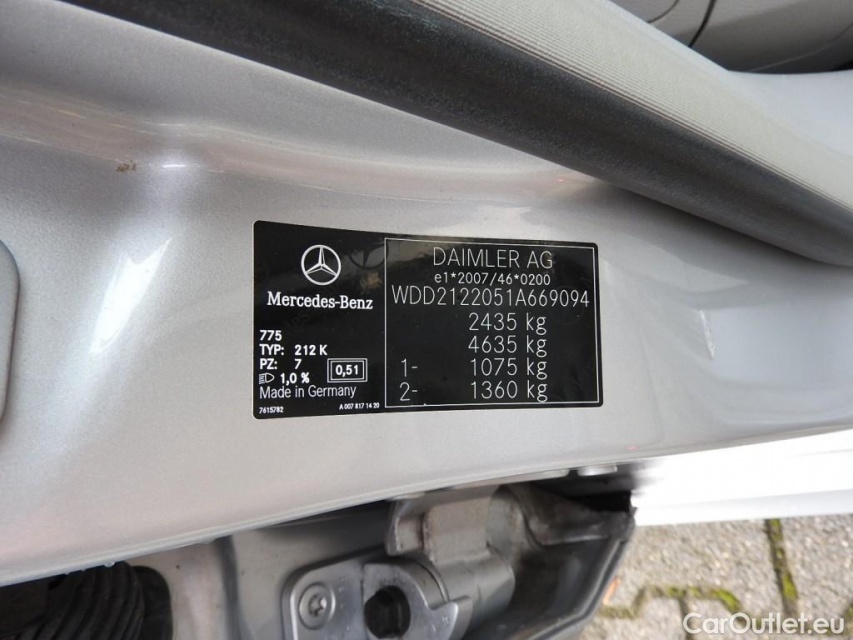 Mercedes-Benz
775
TYP: 212 K
PZ: 7
1,0 %
0,51
Made in Germany
7615782
A 007 817 14 20
DAIMLER AG
e1*2007/46*0200
WDD2122051A669094
2435 kg
4635 kg
1- 1075 kg
2- 1360 kg
CarOutlet.eu